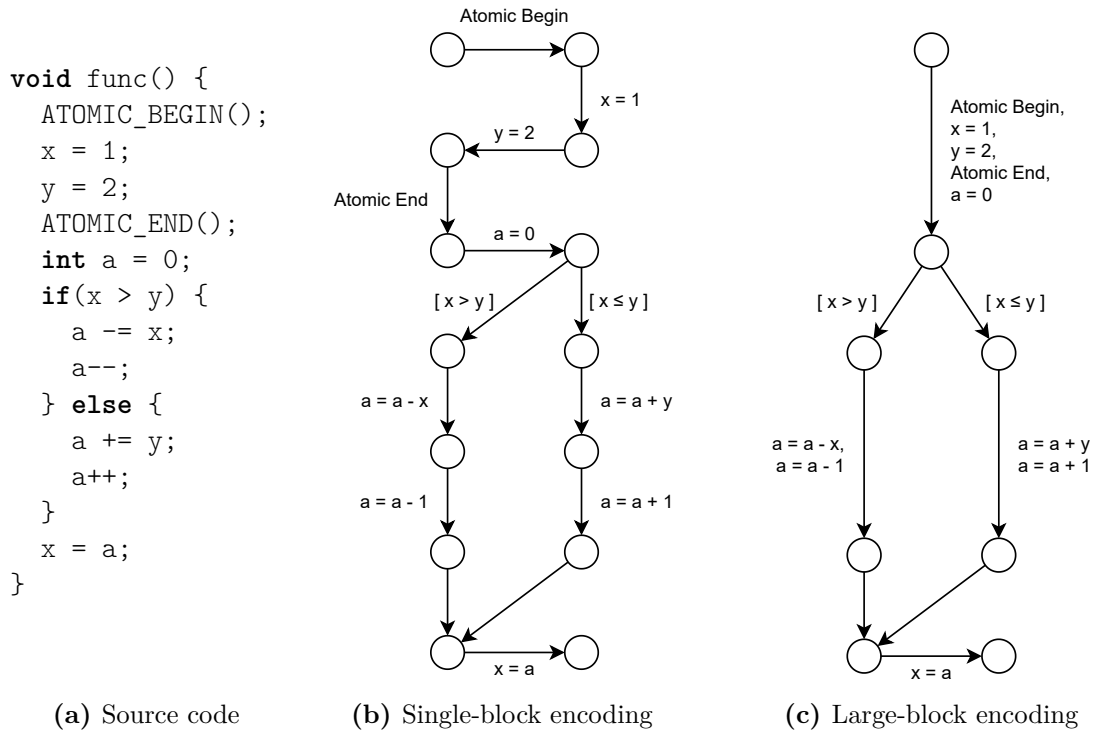 void func() {
ATOMIC_BEGIN();
x = 1;
y = 2;
ATOMIC_END();
int a = 0;
if(x > y) {
a -= x;
a--;
} else {
a += y;
a++;
}
x = a;
}
(a) Source code
Atomic Begin
x = 1
y = 2
Atomic End
a = 0
[ x > y ]
[ x ≤ y ]
a = a - x
a = a + y
a = a - 1
a = a + 1
x = a
(b) Single-block encoding
Atomic Begin,
x = 1,
y = 2,
Atomic End,
a = 0
[ x > y ]
[ x ≤ y ]
a = a - x,
a = a - 1
a = a + y
a = a + 1
x = a
(c) Large-block encoding